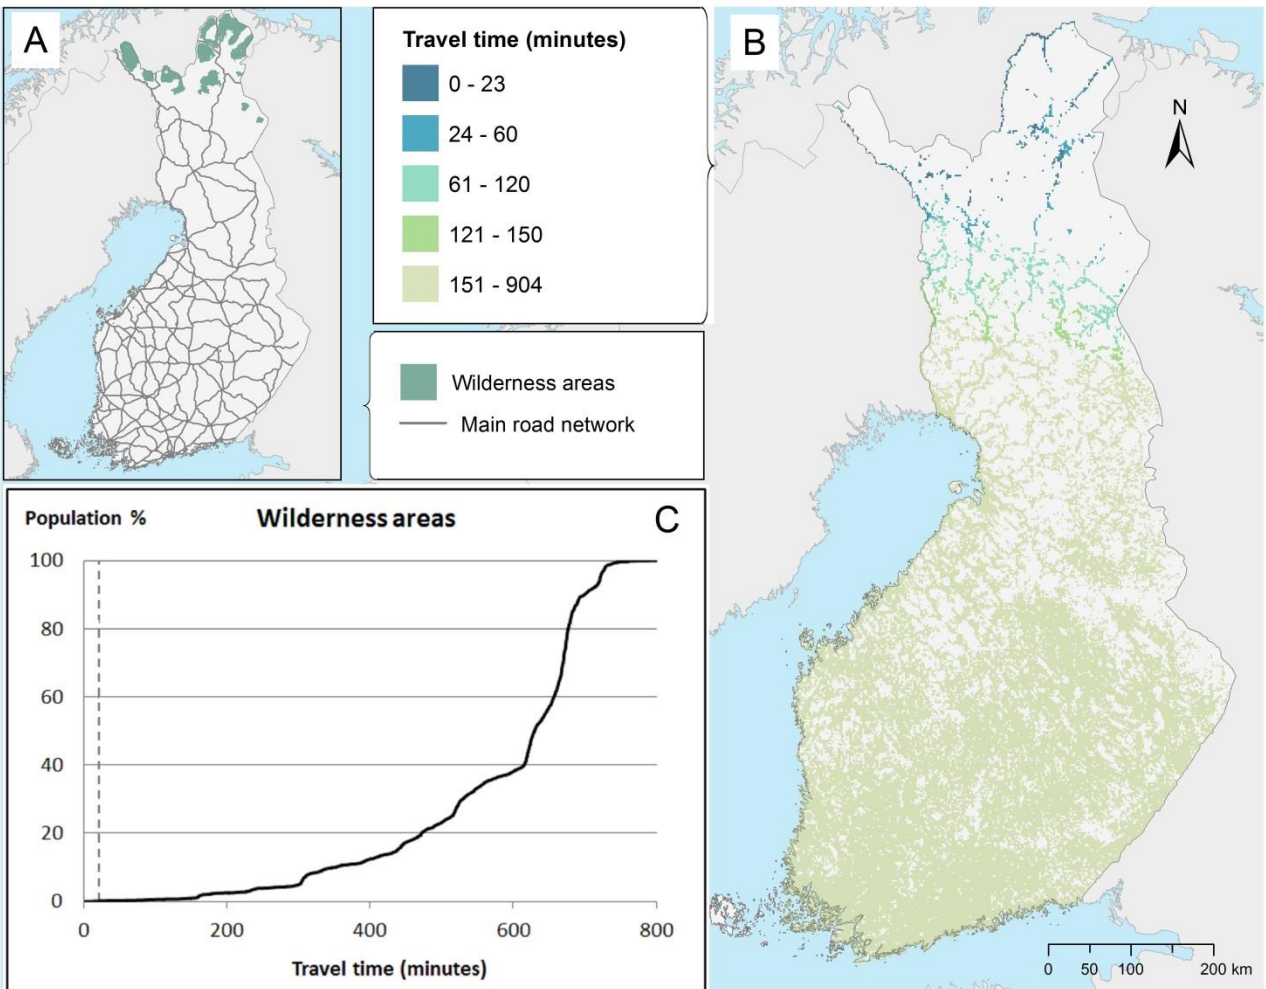 A
Travel time (minutes)
0 - 23
24 - 60
61 - 120
121 - 150
151 - 904
Wilderness areas
Main road network
B
N
0 50 100 200 km
Population %
Wilderness areas
C
100
80
60
40
20
0
0 200 400 600 800
Travel time (minutes)